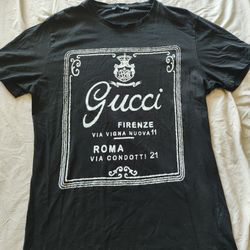 Gucci
FIRENZE
VIA VIGNA NUOVA 11
ROMA
VIA CONDOTTI 21